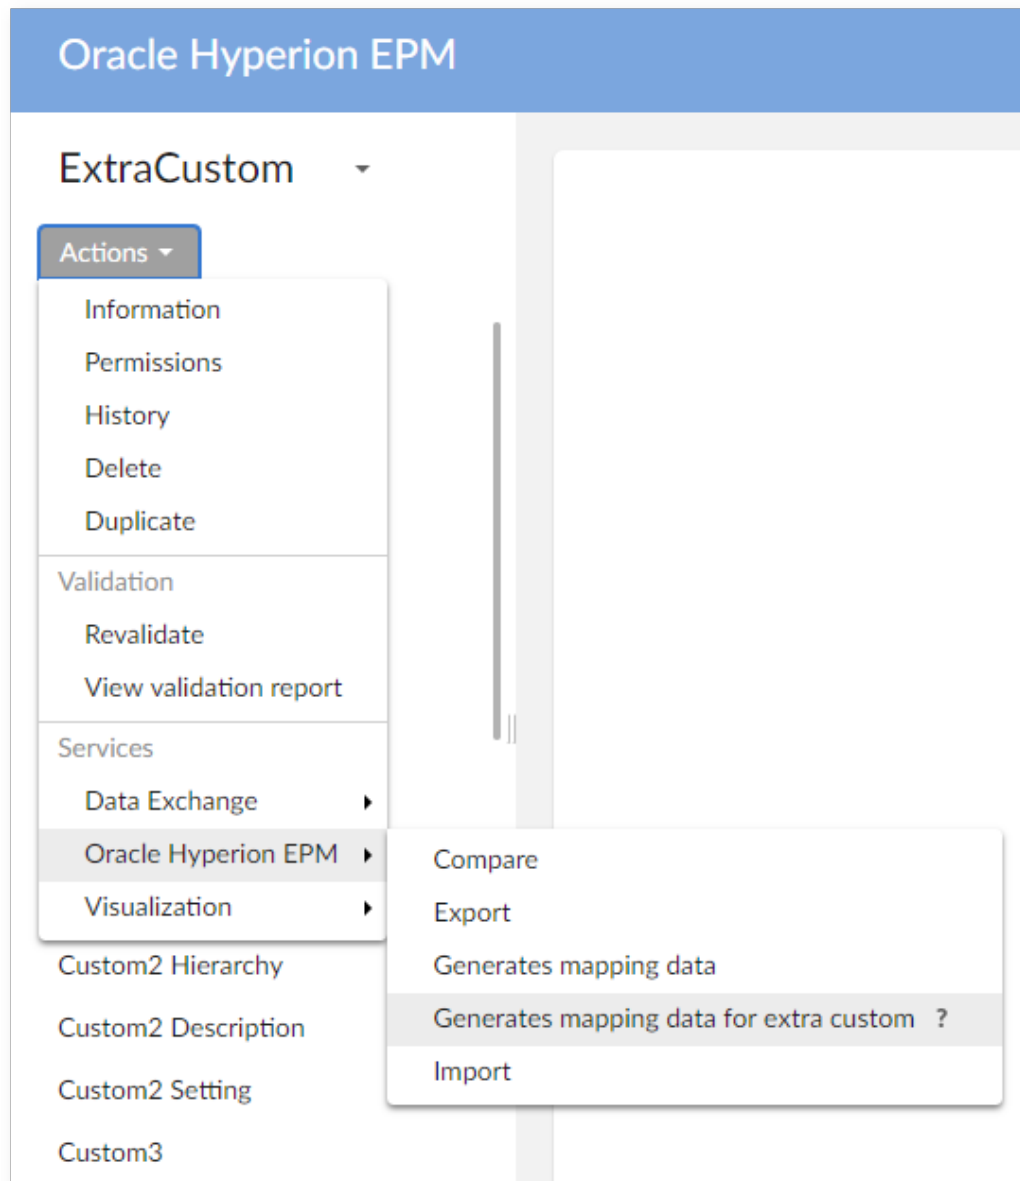 Oracle Hyperion EPM
ExtraCustom
Actions
Information
Permissions
History
Delete
Duplicate
Validation
Revalidate
View validation report
Services
Data Exchange
Oracle Hyperion EPM
Visualization
Compare
Export
Generates mapping data
Generates mapping data for extra custom ?
Import
Custom2 Hierarchy
Custom2 Description
Custom2 Setting
Custom3